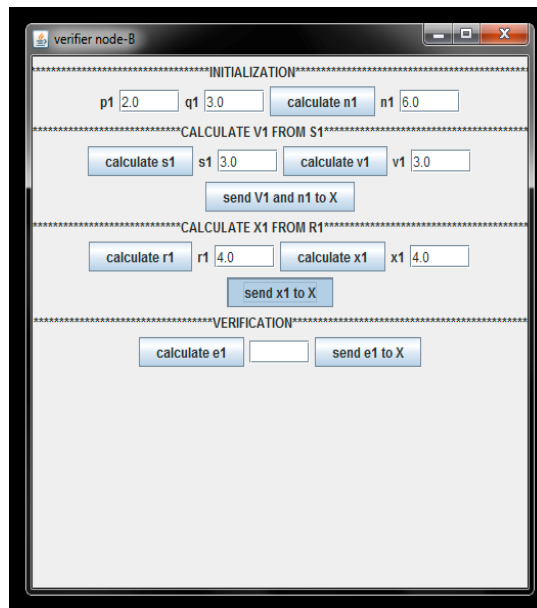 verifier node-B
***********************************INITIALIZATION**********************************************
p1 2.0 q1 3.0 calculate n1 n1 6.0
*****************************CALCULATE V1 FROM S1****************************************
calculate s1 s1 3.0 calculate v1 v1 3.0
send V1 and n1 to X
*****************************CALCULATE X1 FROM R1****************************************
calculate r1 r1 4.0 calculate x1 x1 4.0
send x1 to X
***********************************VERIFICATION**********************************************
calculate e1 send e1 to X